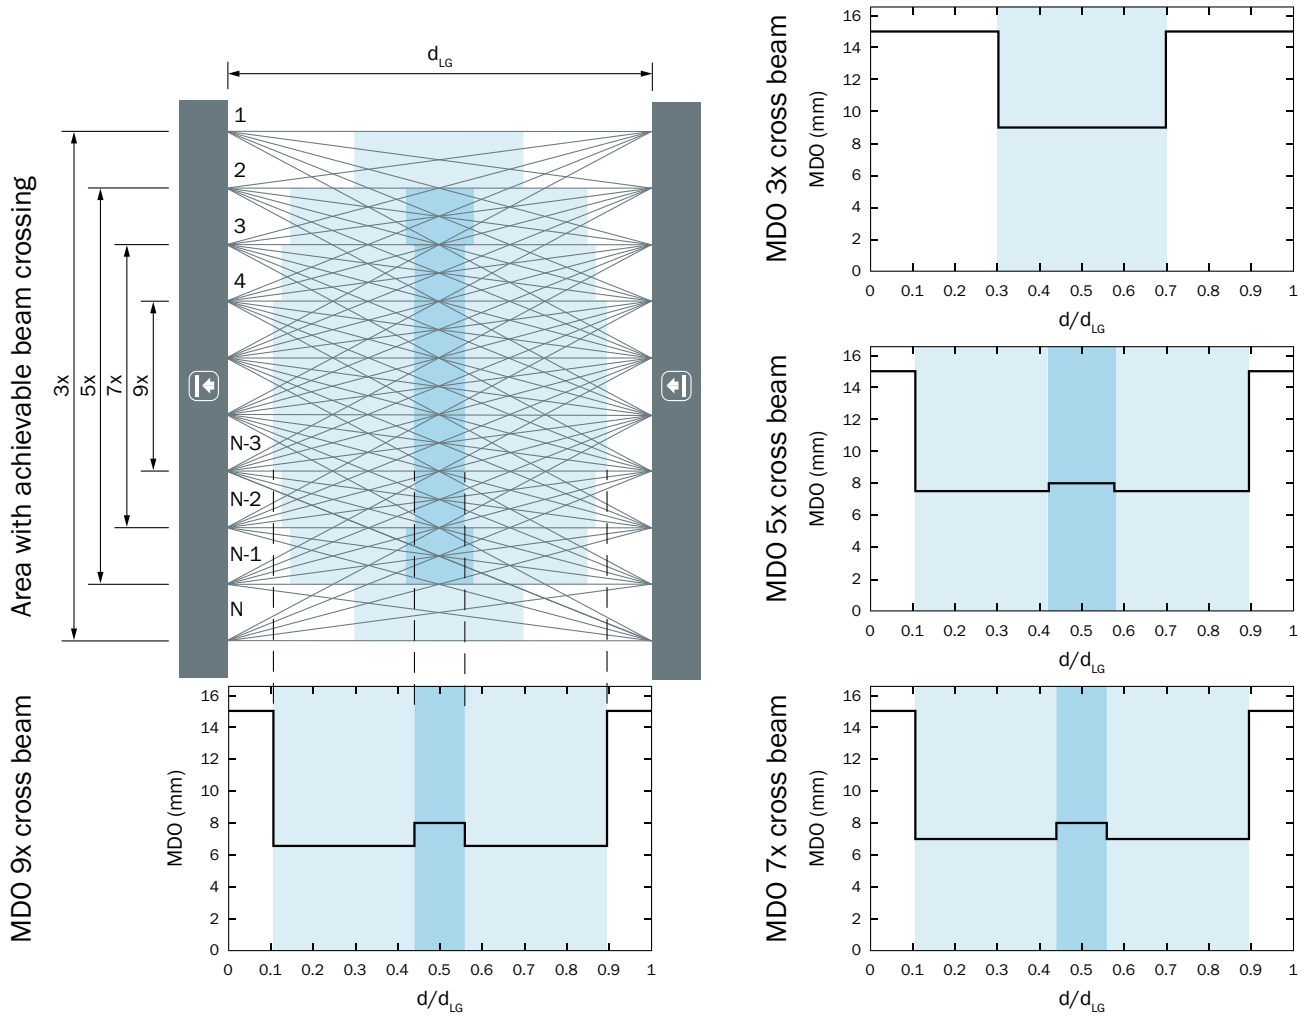 d_LG
Area with achievable beam crossing
3x
5x
7x
9x
1
2
3
4
N-3
N-2
N-1
N
MDO 3x cross beam
MDO (mm)
16
14
12
10
8
6
4
2
0
0 0.1 0.2 0.3 0.4 0.5 0.6 0.7 0.8 0.9 1
d/d_LG
MDO 5x cross beam
MDO (mm)
16
14
12
10
8
6
4
2
0
0 0.1 0.2 0.3 0.4 0.5 0.6 0.7 0.8 0.9 1
d/d_LG
MDO 9x cross beam
MDO (mm)
16
14
12
10
8
6
4
2
0
0 0.1 0.2 0.3 0.4 0.5 0.6 0.7 0.8 0.9 1
d/d_LG
MDO 7x cross beam
MDO (mm)
16
14
12
10
8
6
4
2
0
0 0.1 0.2 0.3 0.4 0.5 0.6 0.7 0.8 0.9 1
d/d_LG